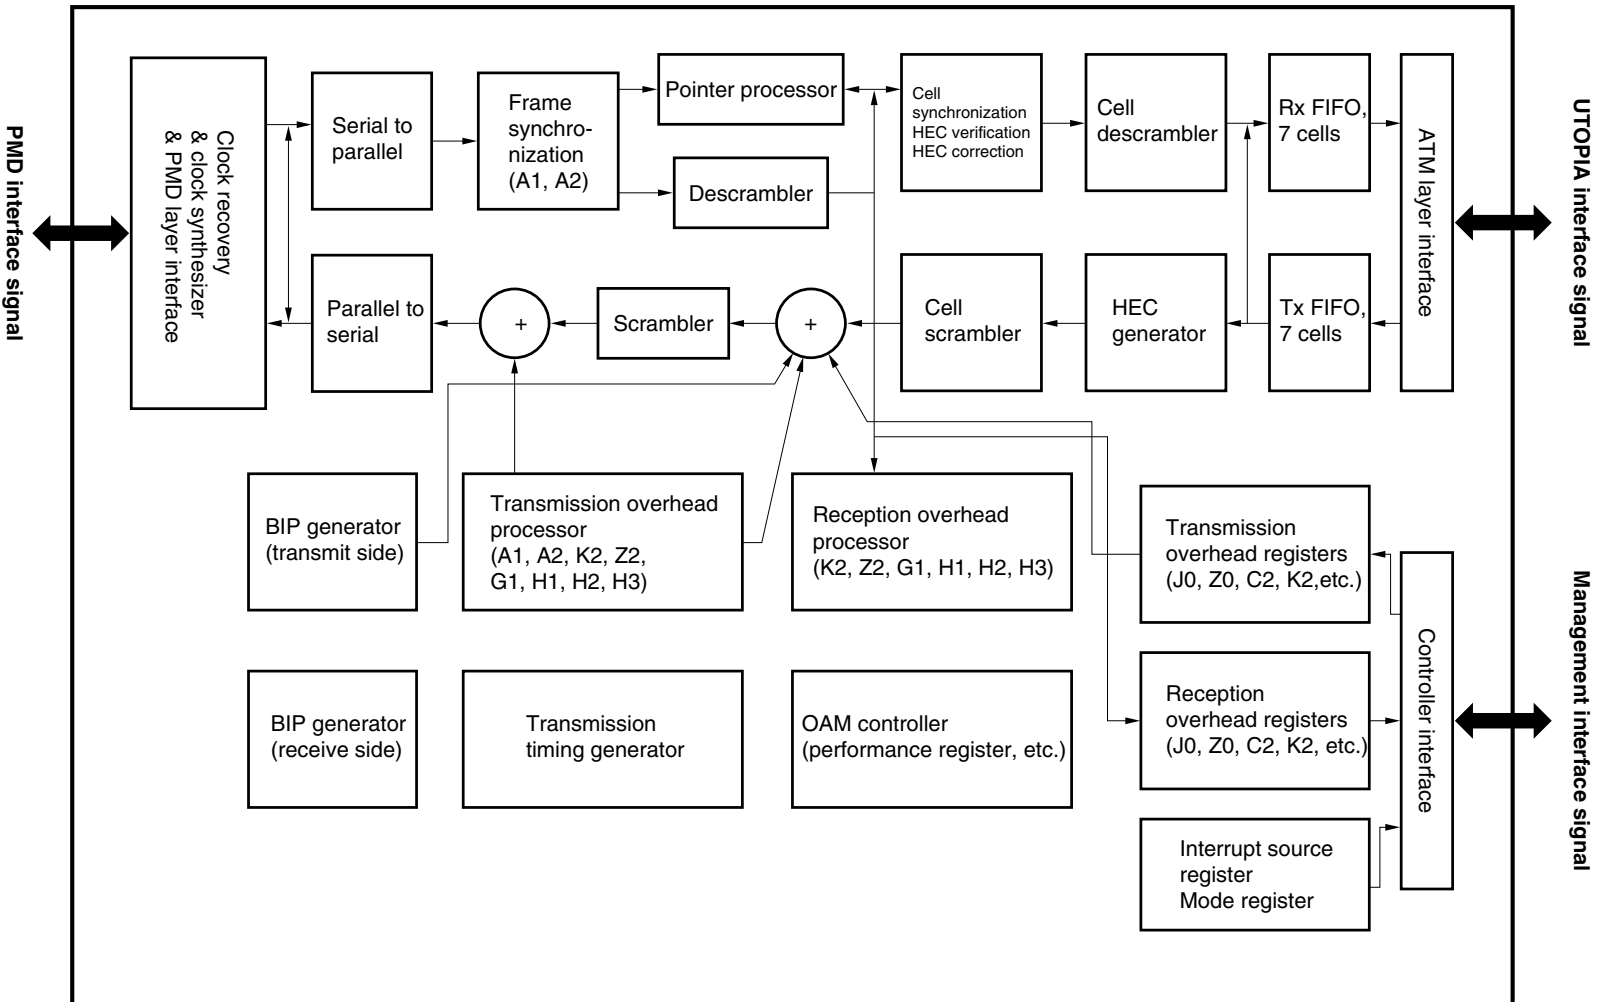 PMD interface signal
Clock recovery
& clock synthesizer
& PMD layer interface
Serial to
parallel
Frame
synchro-
nization
(A1, A2)
Pointer processor
Descrambler
Cell
synchronization
HEC verification
HEC correction
Cell
descrambler
Rx FIFO,
7 cells
ATM layer interface
UTOPIA interface signal
Parallel to
serial
+
Scrambler
+
Cell
scrambler
HEC
generator
Tx FIFO,
7 cells
BIP generator
(transmit side)
Transmission overhead
processor
(A1, A2, K2, Z2,
G1, H1, H2, H3)
Reception overhead
processor
(K2, Z2, G1, H1, H2, H3)
Transmission
overhead registers
(J0, Z0, C2, K2,etc.)
Controller interface
Management interface signal
BIP generator
(receive side)
Transmission
timing generator
OAM controller
(performance register, etc.)
Reception
overhead registers
(J0, Z0, C2, K2, etc.)
Interrupt source
register
Mode register